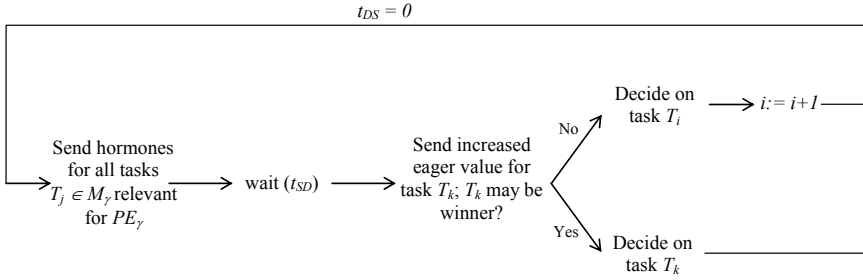 t_DS = 0
Send hormones
for all tasks
T_j ∈ M_γ relevant
for PE_γ
wait (t_SD)
Send increased
eager value for
task T_k; T_k may be
winner?
No
Decide on
task T_i
i:= i+1
Yes
Decide on
task T_k